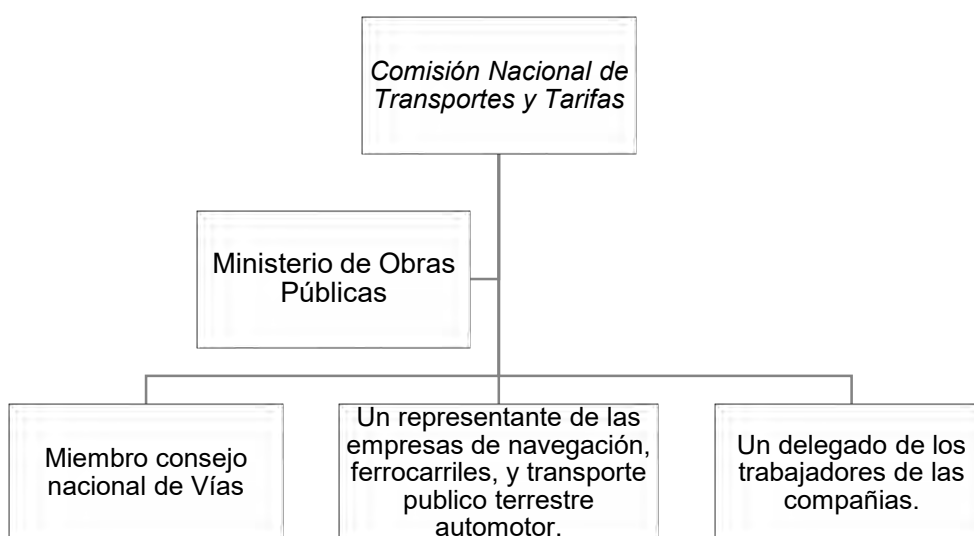 Comisión Nacional de
Transportes y Tarifas
Ministerio de Obras
Públicas
Miembro consejo
nacional de Vías
Un representante de las
empresas de navegación,
ferrocarriles, y transporte
publico terrestre
automotor.
Un delegado de los
trabajadores de las
compañias.